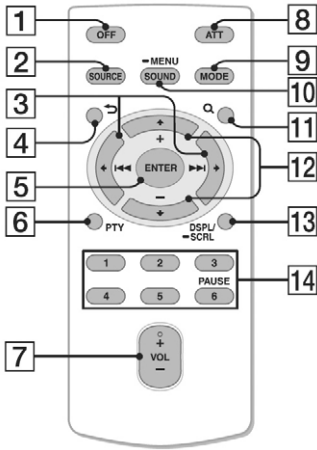 1
8
OFF
ATT
2
9
–MENU
SOURCE
SOUND
MODE
3
10
4
11
+
12
5
ENTER
–
6
PTY
DSPL/
–SCRL
13
1
2
3
14
PAUSE
4
5
6
7
+
VOL
–